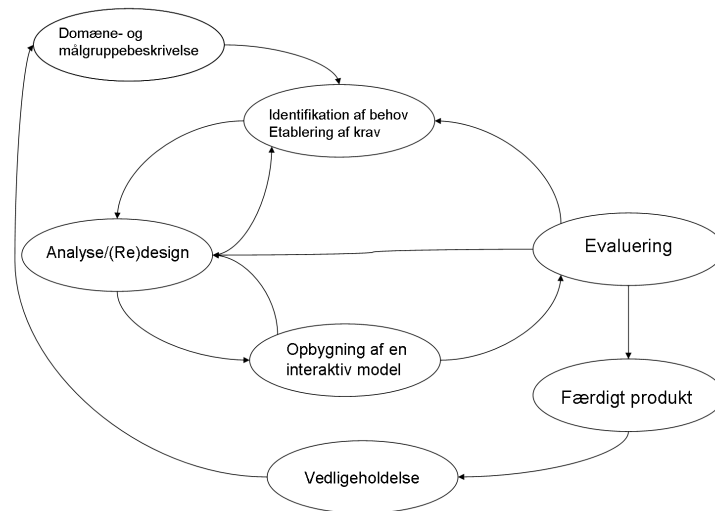 Domæne- og
målgruppebeskrivelse
Identifikation af behov
Etablering af krav
Analyse/(Re)design
Evaluering
Opbygning af en
interaktiv model
Færdigt produkt
Vedligeholdelse